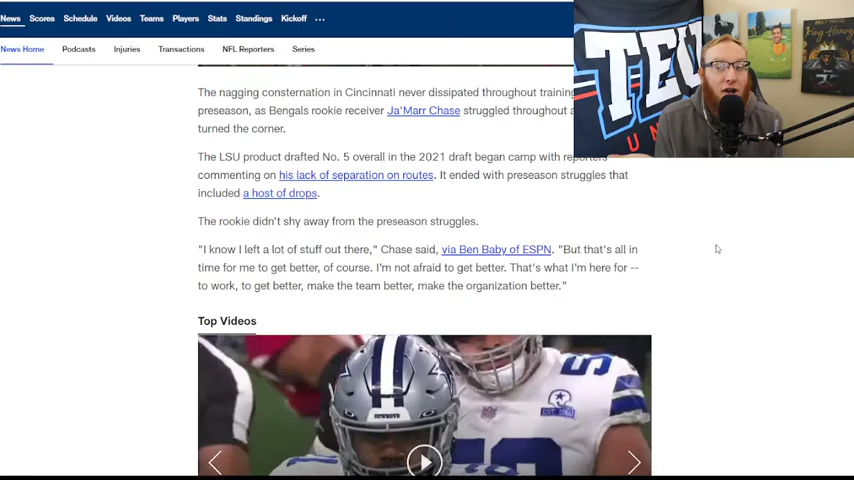 News Scores Schedule Videos Teams Players Stats Standings Kickoff ...
News Home Podcasts Injuries Transactions NFL Reporters Series
The nagging consternation in Cincinnati never dissipated throughout training
preseason, as Bengals rookie receiver Ja'Marr Chase struggled throughout
turned the corner.
The LSU product drafted No. 5 overall in the 2021 draft began camp with reporters
commenting on his lack of separation on routes. It ended with preseason struggles that
included a host of drops.
The rookie didn't shy away from the preseason struggles.
"I know I left a lot of stuff out there," Chase said, via Ben Baby of ESPN. "But that's all in
time for me to get better, of course. I'm not afraid to get better. That's what I'm here for --
to work, to get better, make the team better, make the organization better."
Top Videos
COWBOYS
King Henry